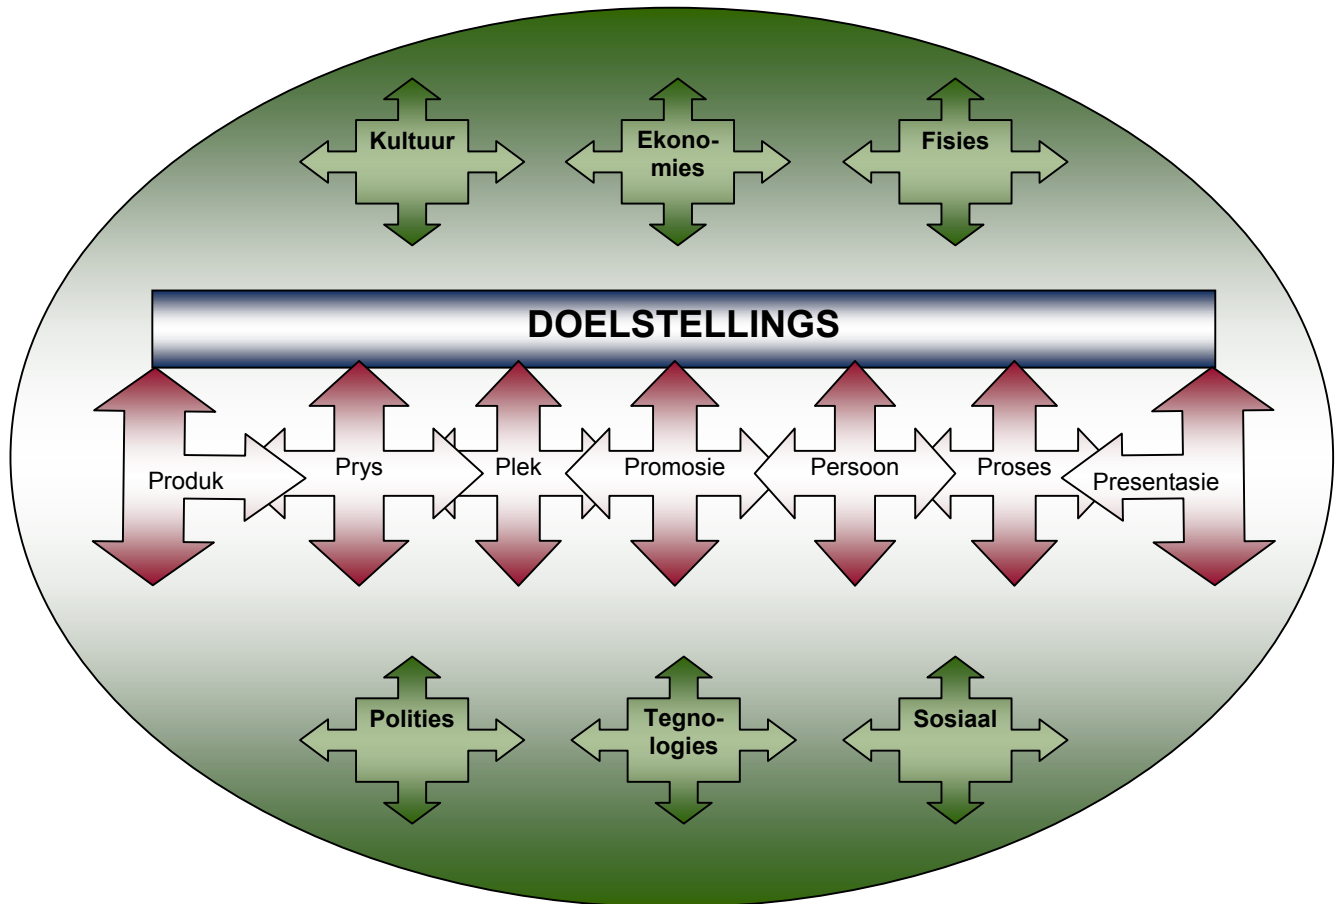 Kultuur
Ekono-
mies
Fisies
DOELSTELLINGS
Produk
Prys
Plek
Promosie
Persoon
Proses
Presentasie
Polities
Tegno-
logies
Sosiaal